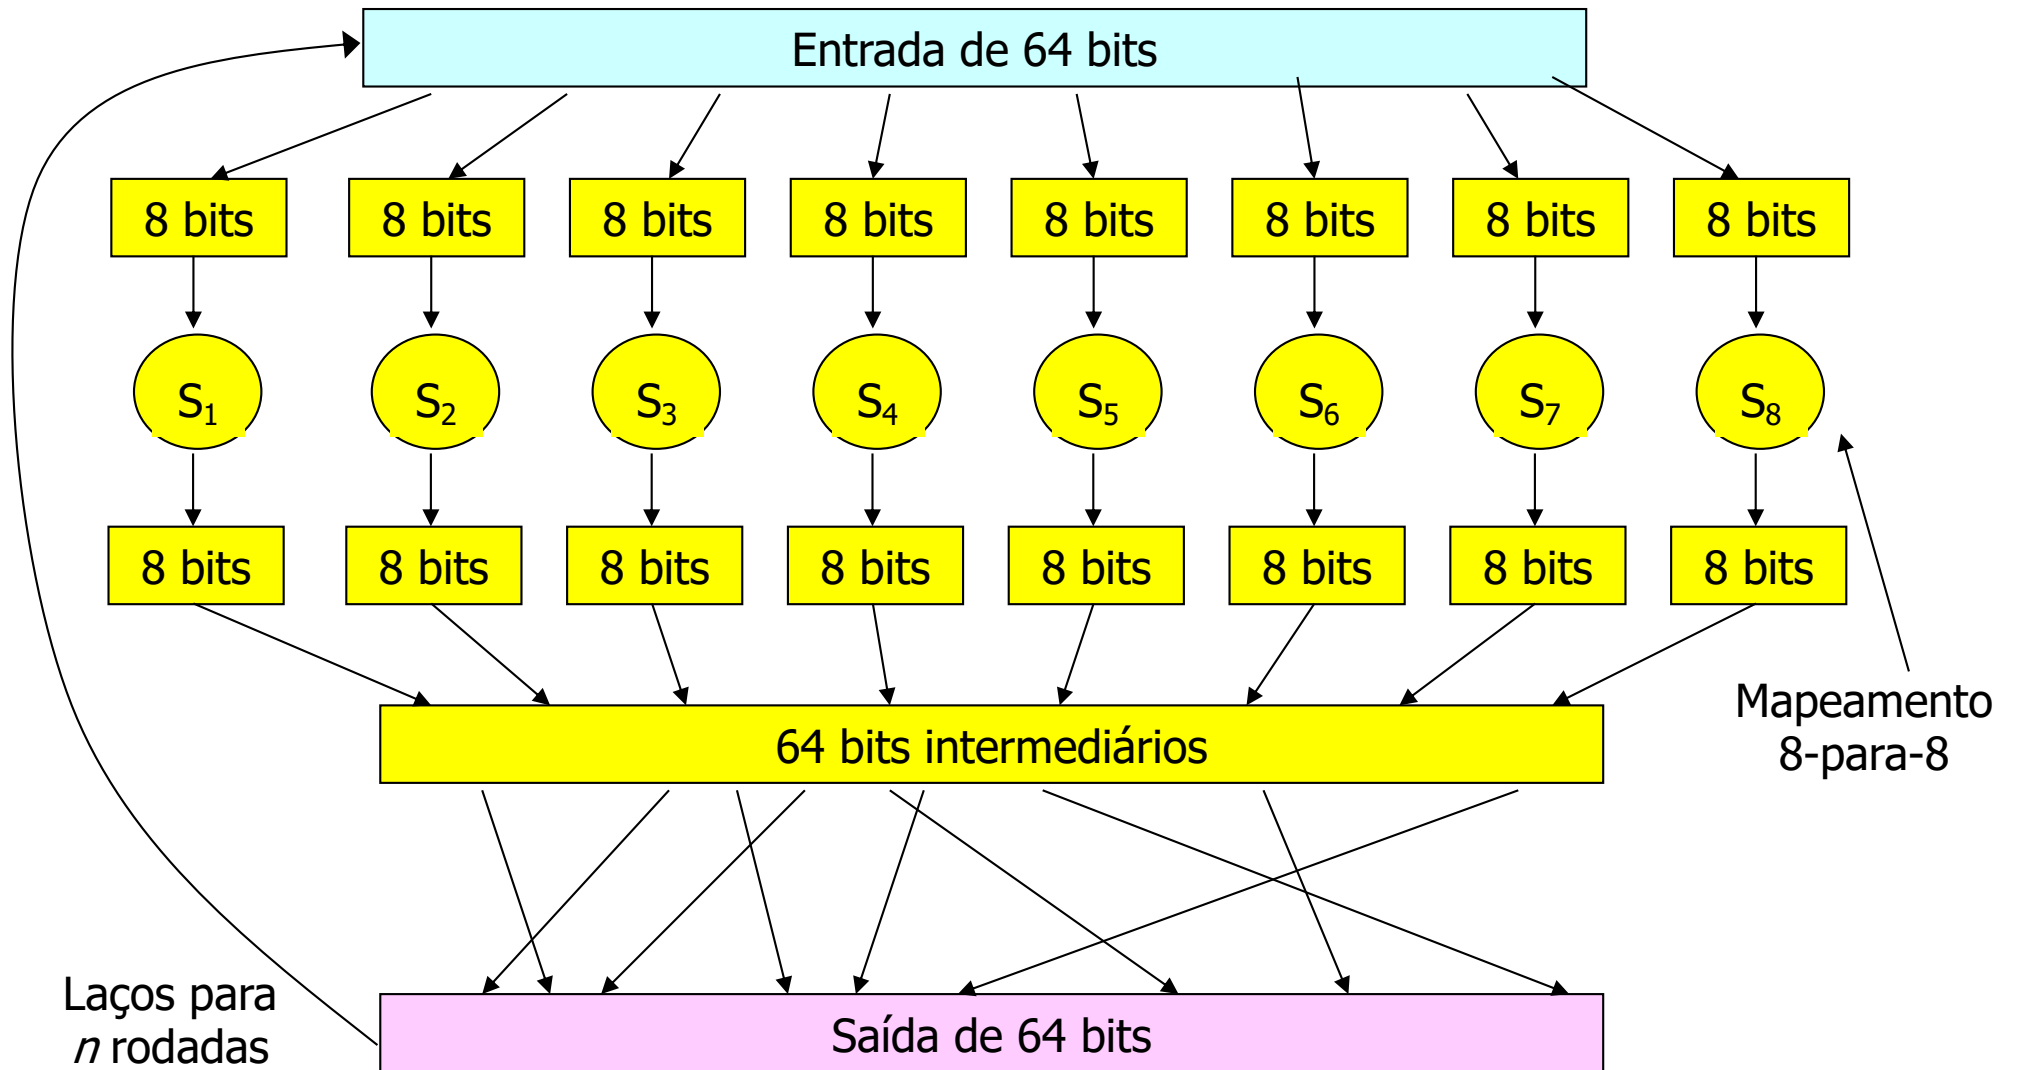 Entrada de 64 bits
8 bits 8 bits 8 bits 8 bits 8 bits 8 bits 8 bits 8 bits
S₁ S₂ S₃ S₄ S₅ S₆ S₇ S₈
8 bits 8 bits 8 bits 8 bits 8 bits 8 bits 8 bits 8 bits
Mapeamento
8-para-8
64 bits intermediários
Laços para
n rodadas
Saída de 64 bits